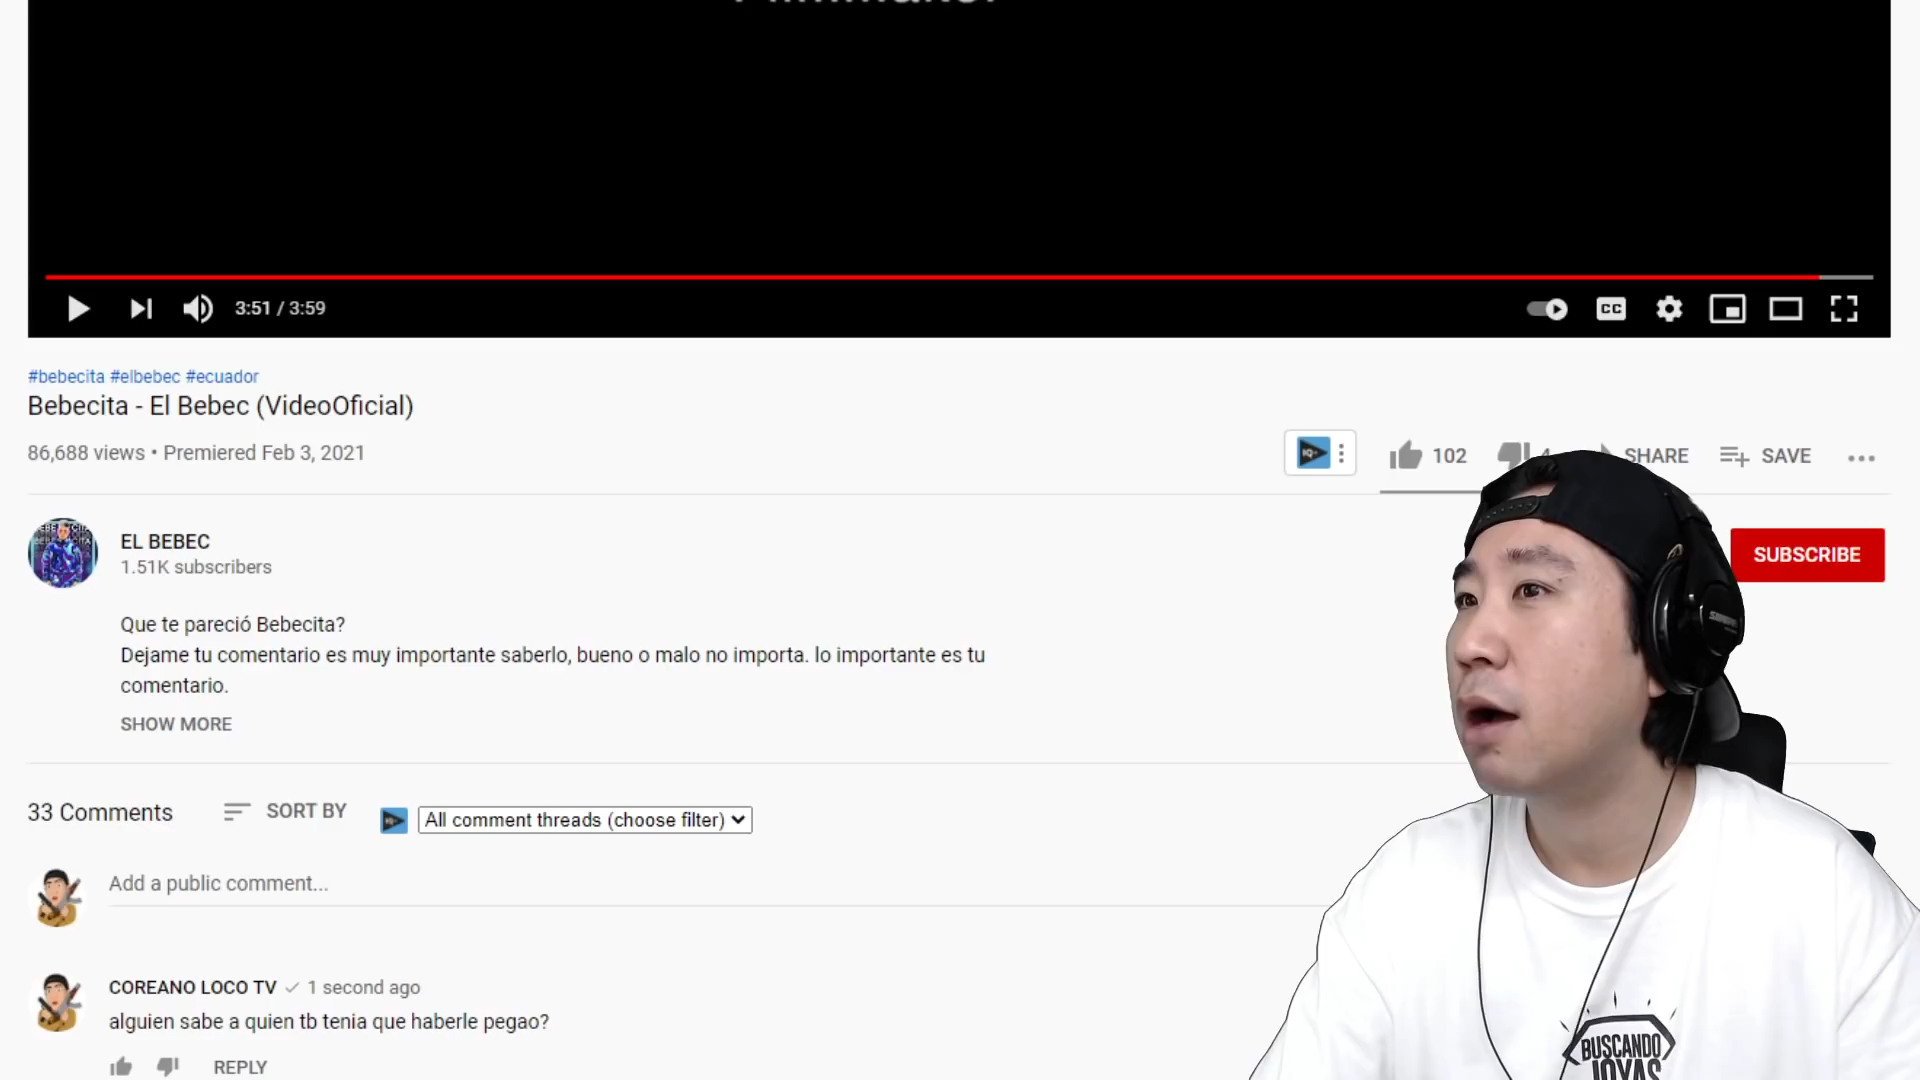 3:51 / 3:59
CC
#bebecita #elbebec #ecuador
Bebecita - El Bebec (VideoOficial)
86,688 views • Premiered Feb 3, 2021
IQ
102
4
SHARE
SAVE
EL BEBEC
1.51K subscribers
SUBSCRIBE
Que te pareció Bebecita?
Dejame tu comentario es muy importante saberlo, bueno o malo no importa. lo importante es tu
comentario.
SHOW MORE
33 Comments
SORT BY
All comment threads (choose filter)
Add a public comment...
COREANO LOCO TV 1 second ago
alguien sabe a quien tb tenia que haberle pegao?
REPLY
BUSCANDO
JOYAS